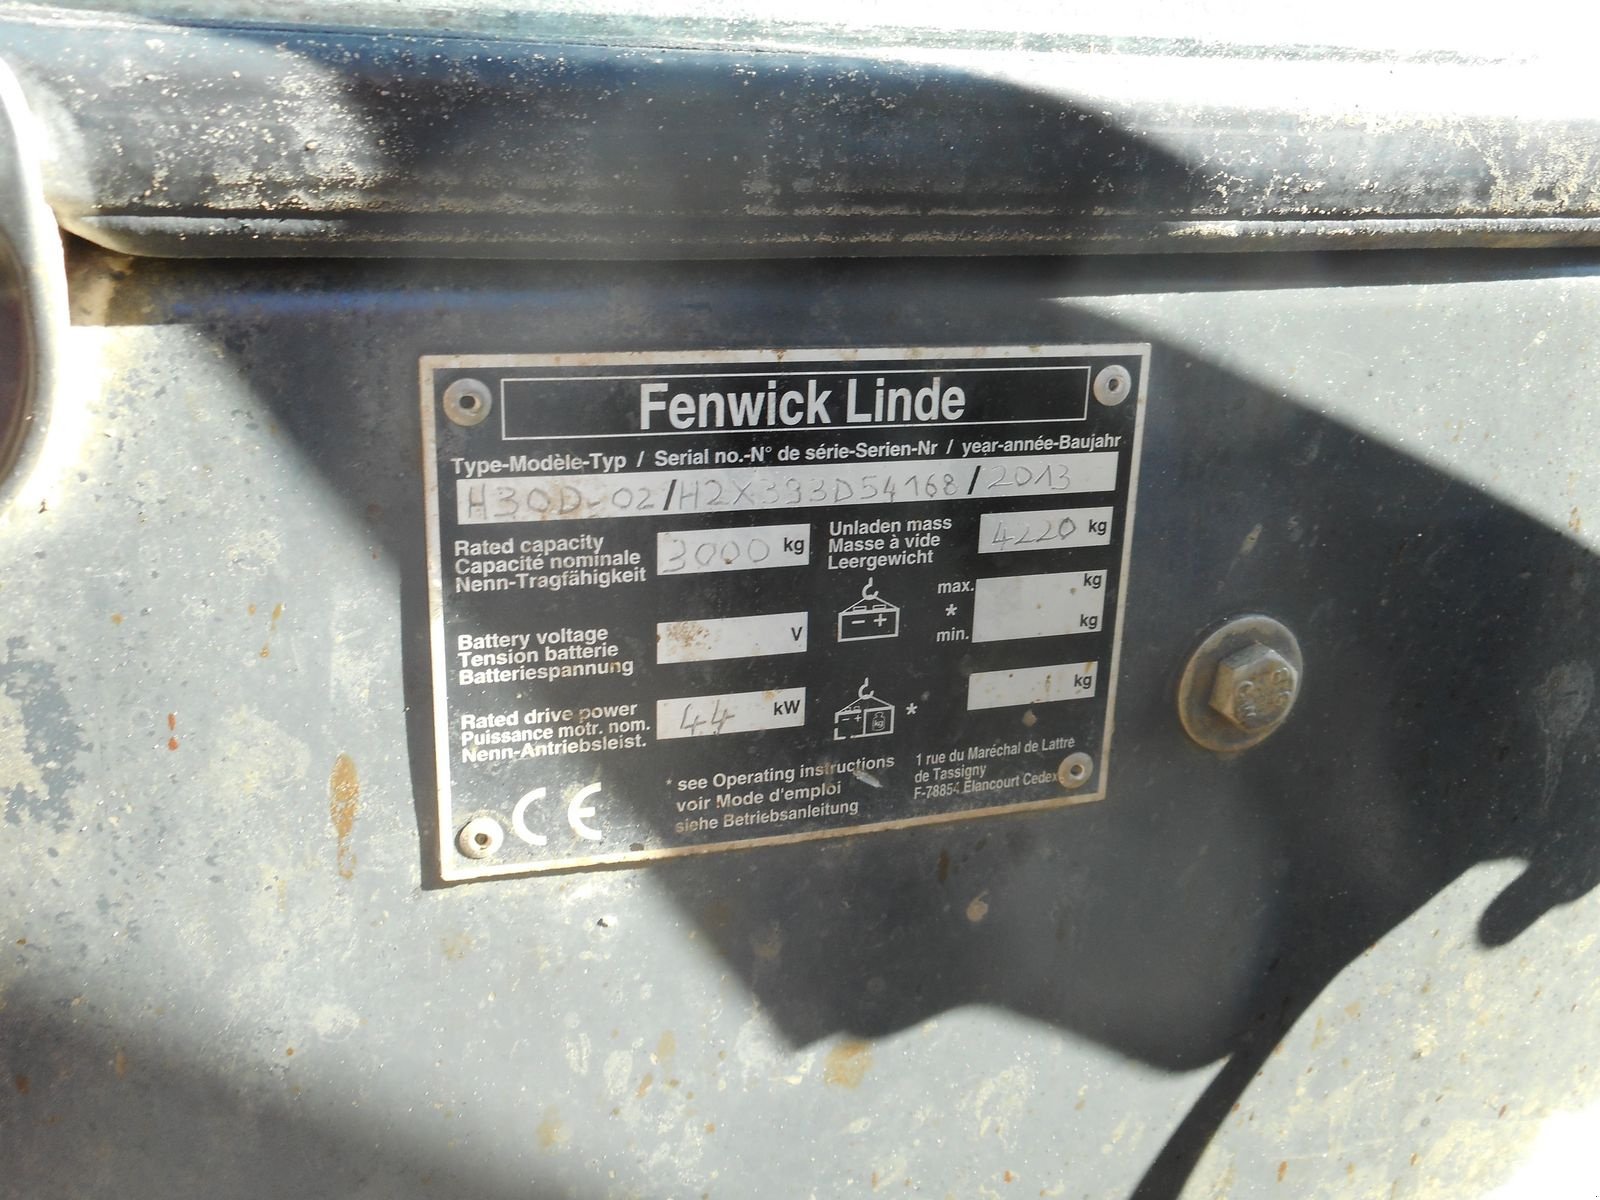 Fenwick Linde
Type-Modèle-Typ / Serial no.-N° de série-Serien-Nr / year-année-Baujahr
H30D-02/H2X393D54168/2013
Rated capacity
Capacité nominale
Nenn-Tragfähigkeit
3000 kg
Unladen mass
Masse à vide
Leergewicht
4220 kg
Battery voltage
Tension batterie
Batteriespannung
V
- +
max. kg
*
min. kg
Rated drive power
Puissance motr. nom.
Nenn-Antriebsleist.
44 kW
- + kg *
kg
CE
* see Operating instructions
voir Mode d'emploi
siehe Betriebsanleitung
1 rue du Maréchal de Lattre
de Tassigny
F-78854 Elancourt Cedex